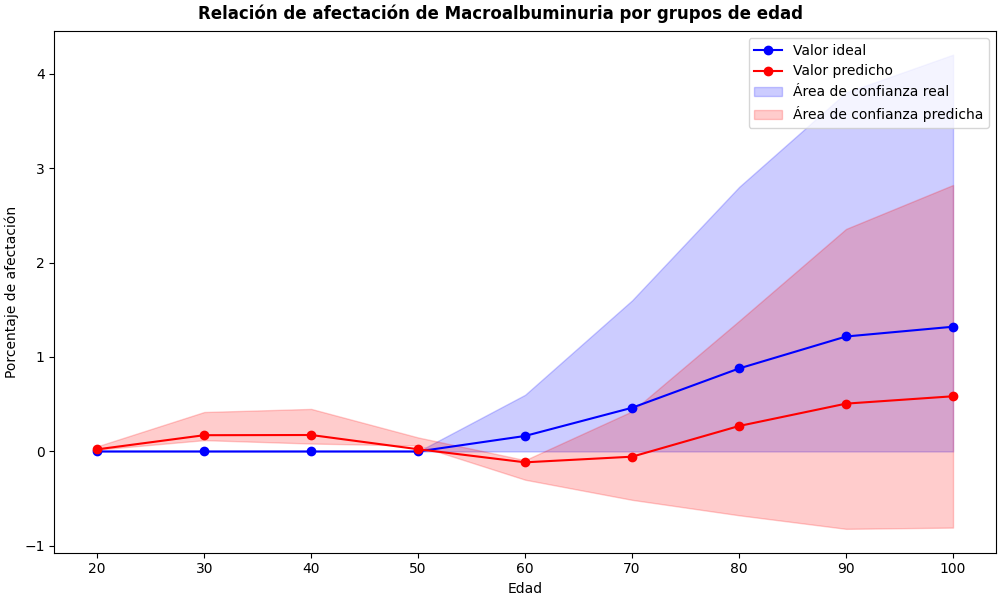 Relación de afectación de Macroalbuminuria por grupos de edad
Valor ideal
Valor predicho
Área de confianza real
Área de confianza predicha
Porcentaje de afectación
4
3
2
1
0
−1
20 30 40 50 60 70 80 90 100
Edad